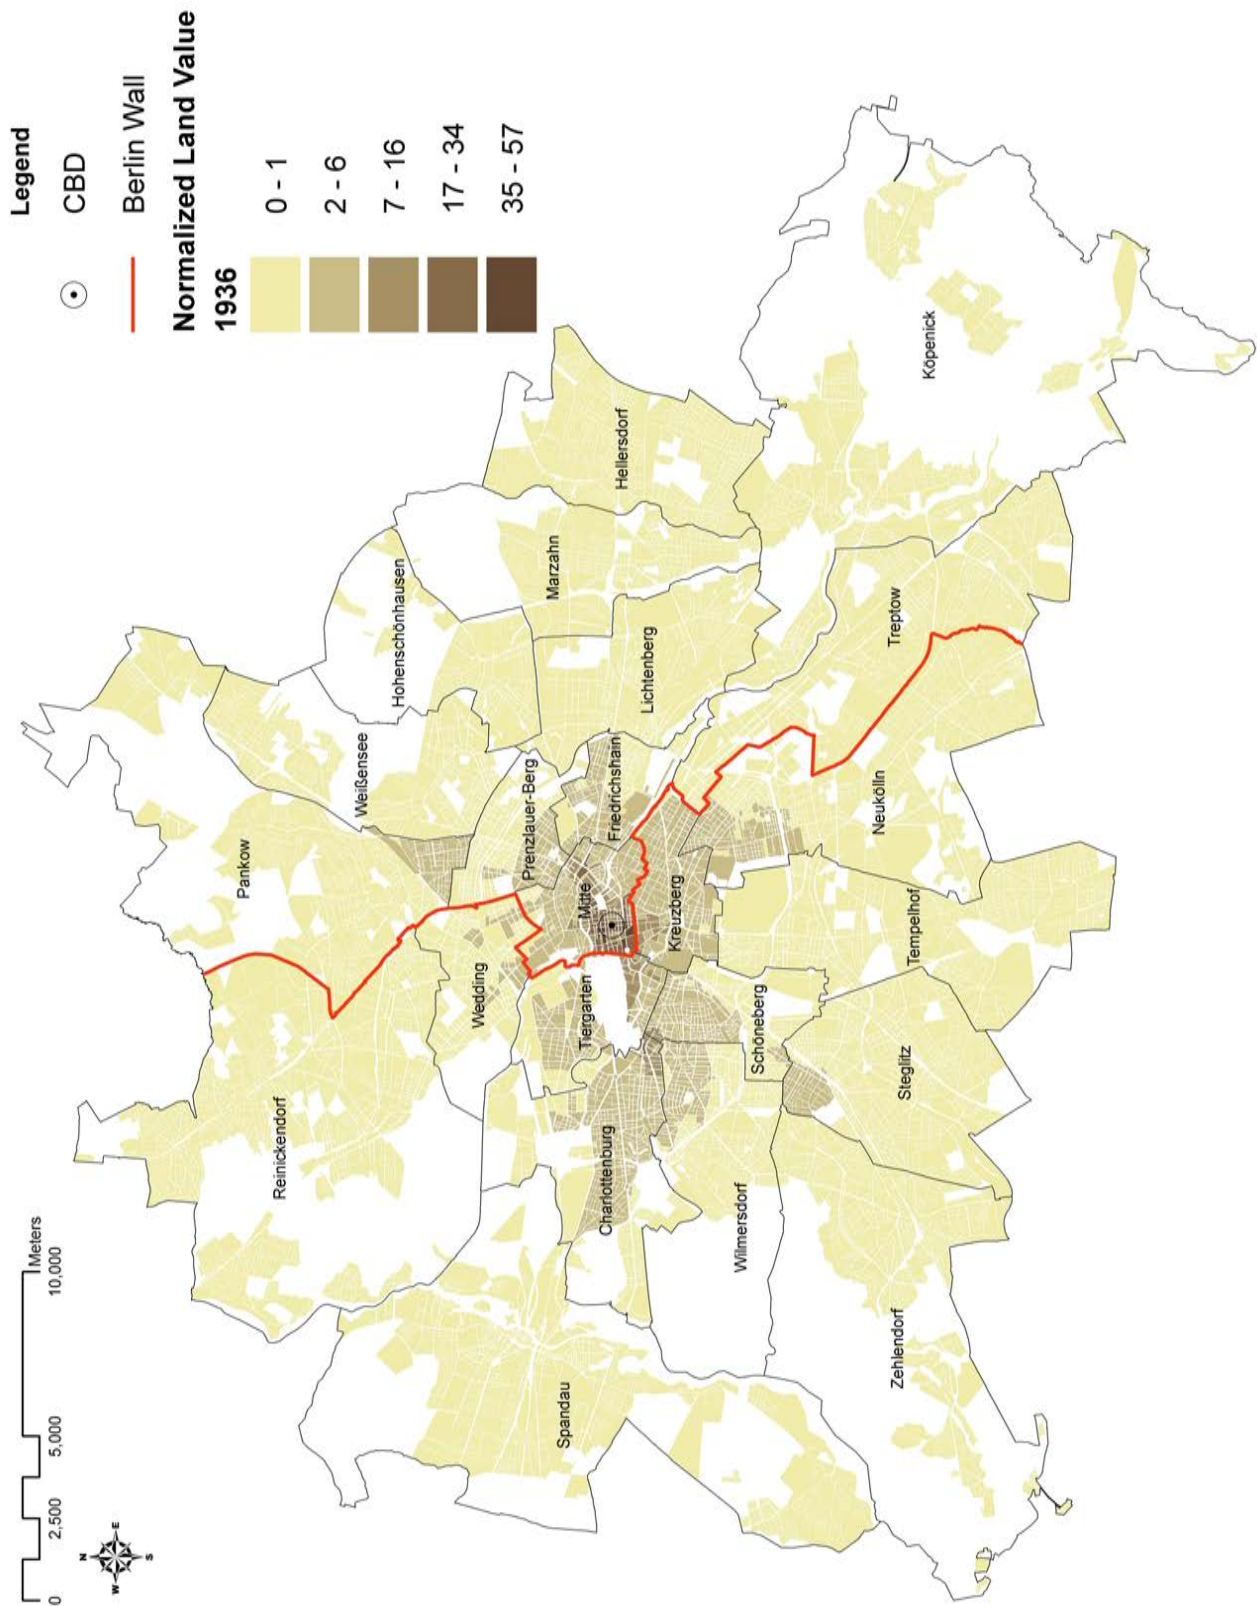 Legend
CBD
Berlin Wall
Normalized Land Value
1936
0 - 1
2 - 6
7 - 16
17 - 34
35 - 57
0 2,500 5,000 10,000
Meters
N
W
E
S
Pankow
Weißensee
Hohenschönhausen
Reinickendorf
Wedding
Prenzlauer-Berg
Marzahn
Hellersdorf
Spandau
Charlottenburg
Tiergarten
Mitte
Friedrichshain
Lichtenberg
Kreuzberg
Wilmersdorf
Schöneberg
Zehlendorf
Steglitz
Tempelhof
Neukölln
Treptow
Köpenick